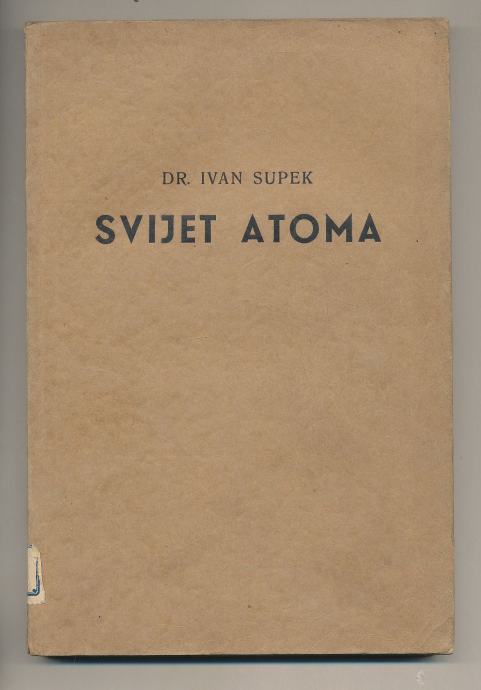 DR. IVAN SUPEK
SVIJET ATOMA